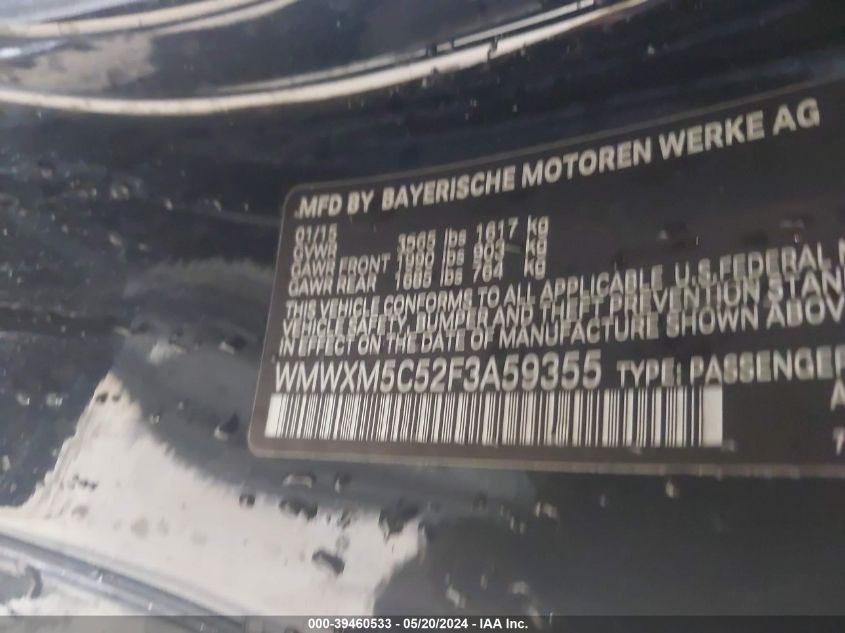 MFD BY BAYERISCHE MOTOREN WERKE AG
01/15
GVWR 3565 lbs 1617 kg
GAWR FRONT 1990 lbs 903 kg
GAWR REAR 1685 lbs 764 kg
THIS VEHICLE CONFORMS TO ALL APPLICABLE U.S. FEDERAL
VEHICLE SAFETY, BUMPER AND THEFT PREVENTION STAN
IN EFFECT ON THE DATE OF MANUFACTURE SHOWN ABOV
WMWXM5C52F3A59355 TYPE: PASSENGER
000-39460533 - 05/20/2024 - IAA Inc.